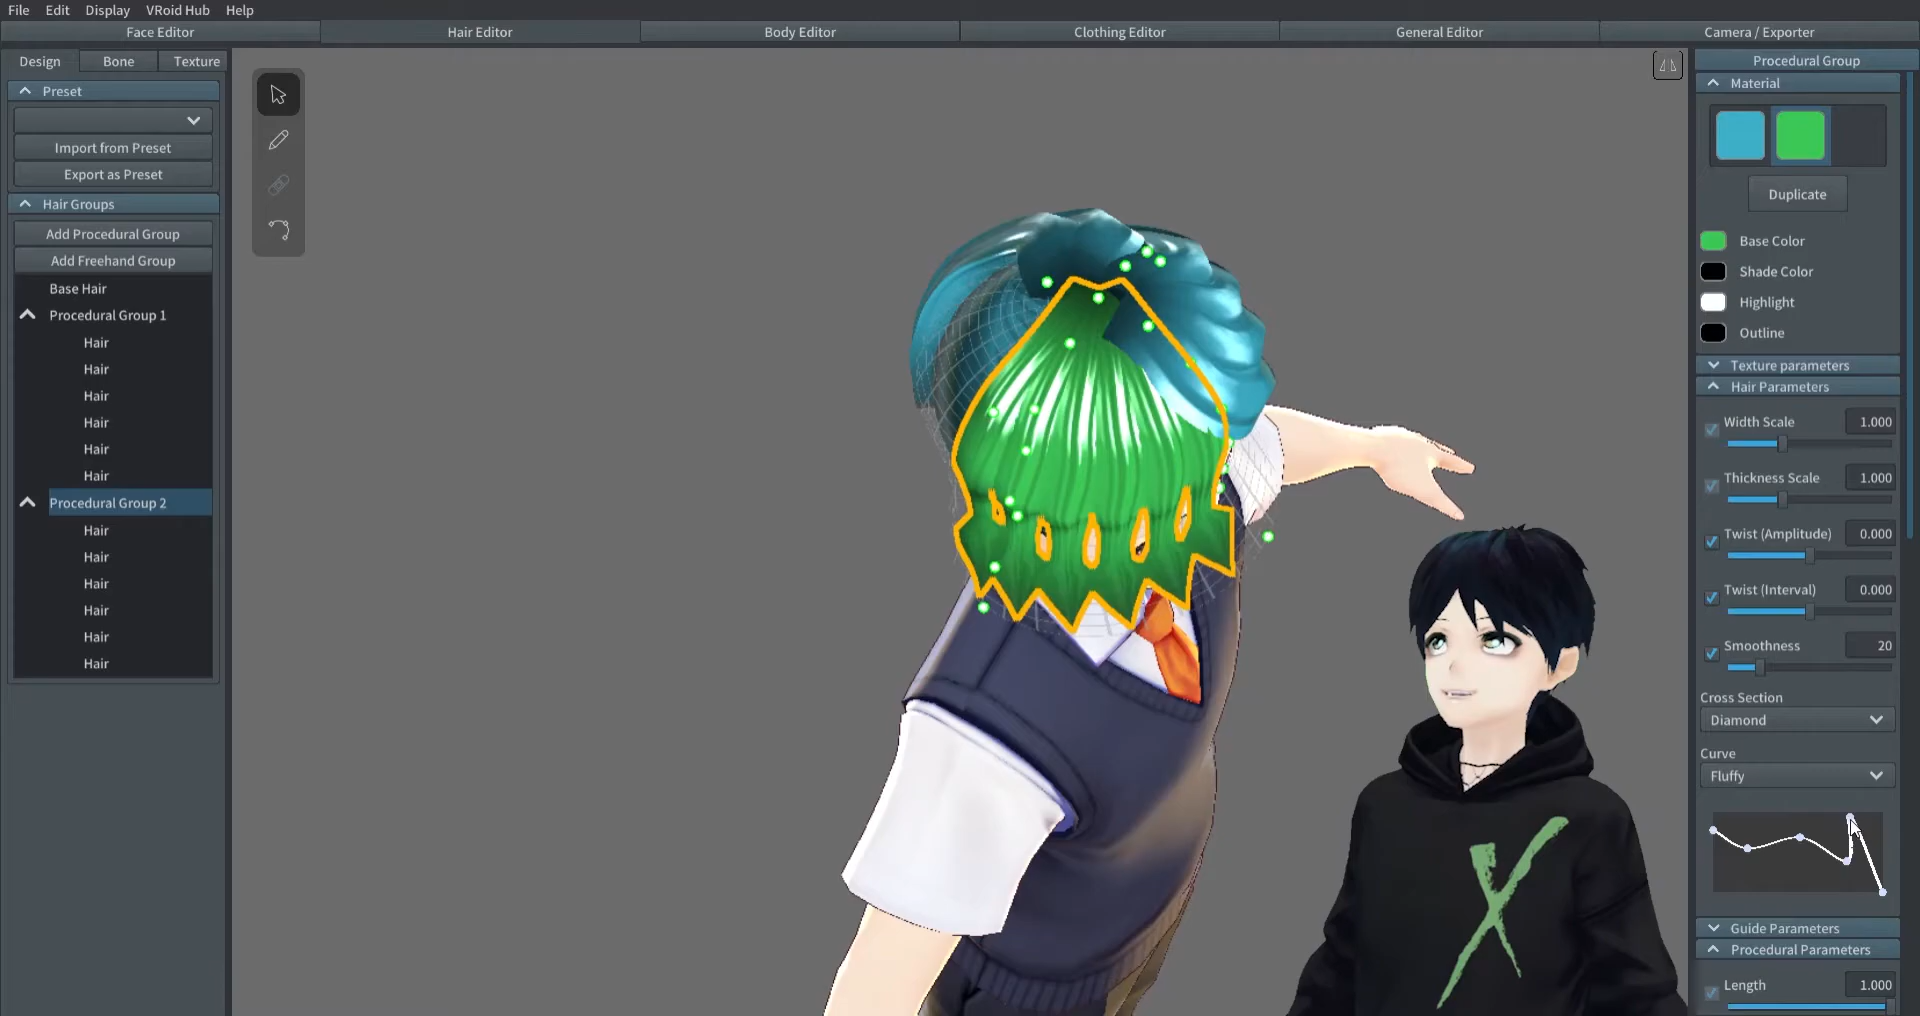 File Edit Display VRoid Hub Help
Face Editor Hair Editor Body Editor Clothing Editor General Editor Camera / Exporter
Design Bone Texture
Preset
Import from Preset
Export as Preset
Hair Groups
Add Procedural Group
Add Freehand Group
Base Hair
Procedural Group 1
Hair
Hair
Hair
Hair
Hair
Hair
Procedural Group 2
Hair
Hair
Hair
Hair
Hair
Hair
X
Procedural Group
Material
Duplicate
Base Color
Shade Color
Highlight
Outline
Texture parameters
Hair Parameters
Width Scale 1.000
Thickness Scale 1.000
Twist (Amplitude) 0.000
Twist (Interval) 0.000
Smoothness 20
Cross Section
Diamond
Curve
Fluffy
Guide Parameters
Procedural Parameters
Length 1.000